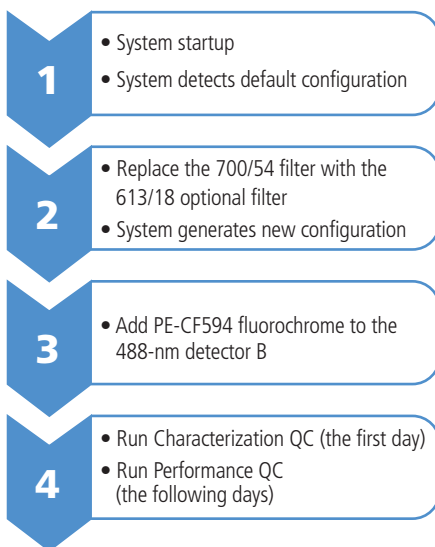 1
• System startup
• System detects default configuration
2
• Replace the 700/54 filter with the
613/18 optional filter
• System generates new configuration
3
• Add PE-CF594 fluorochrome to the
488-nm detector B
4
• Run Characterization QC (the first day)
• Run Performance QC
(the following days)